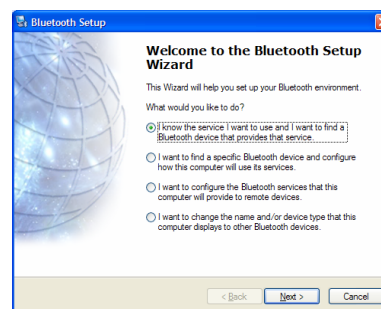 Bluetooth Setup
Welcome to the Bluetooth Setup
Wizard
This Wizard will help you set up your Bluetooth environment.
What would you like to do?
I know the service I want to use and I want to find a
Bluetooth device that provides that service.
I want to find a specific Bluetooth device and configure
how this computer will use its services.
I want to configure the Bluetooth services that this
computer will provide to remote devices.
I want to change the name and/or device type that this
computer displays to other Bluetooth devices.
< Back
Next >
Cancel